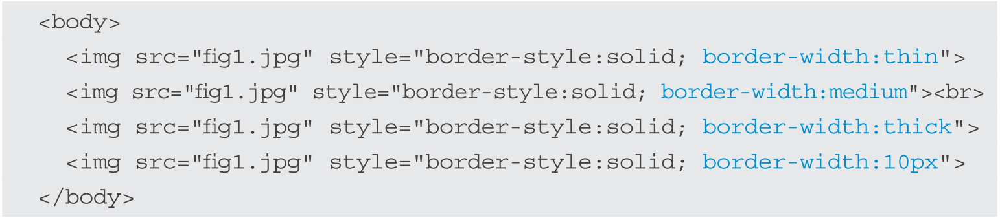 <body>
<img src="fig1.jpg" style="border-style:solid; border-width:thin">
<img src="fig1.jpg" style="border-style:solid; border-width:medium"><br>
<img src="fig1.jpg" style="border-style:solid; border-width:thick">
<img src="fig1.jpg" style="border-style:solid; border-width:10px">
</body>